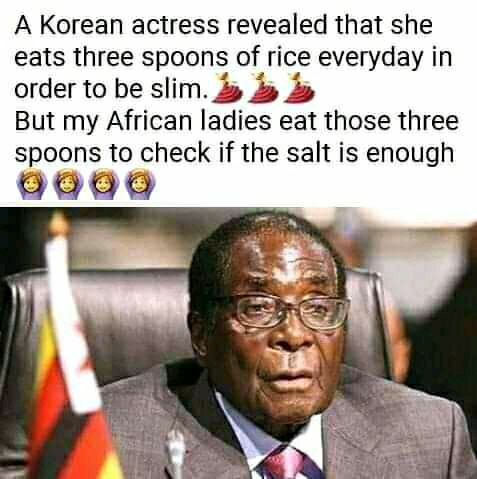 A Korean actress revealed that she
eats three spoons of rice everyday in
order to be slim.💃💃💃
But my African ladies eat those three
spoons to check if the salt is enough
🙆🙆🙆🙆